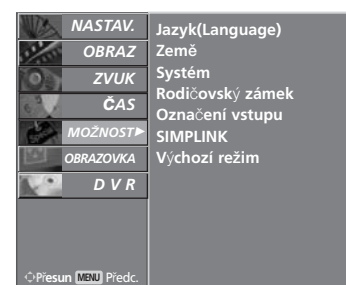 NASTAV.
OBRAZ
ZVUK
ČAS
MOŽNOST
OBRAZOVKA
D V R
Jazyk(Language)
Země
Systém
Rodičovský zámek
Označení vstupu
SIMPLINK
Výchozí režim
Přesun MENU Předc.